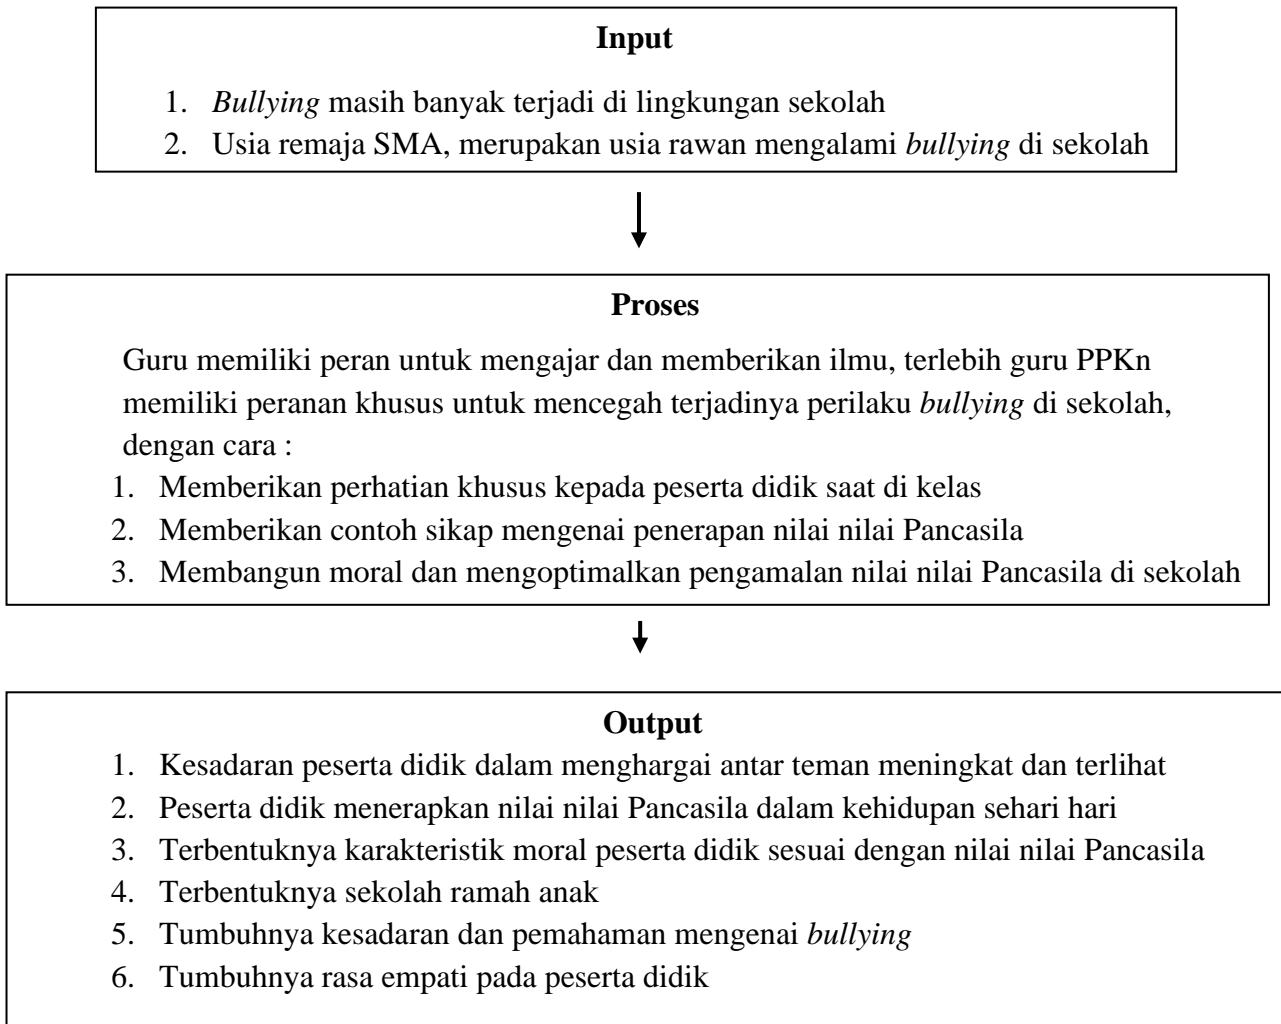 Input
1. Bullying masih banyak terjadi di lingkungan sekolah
2. Usia remaja SMA, merupakan usia rawan mengalami bullying di sekolah
Proses
Guru memiliki peran untuk mengajar dan memberikan ilmu, terlebih guru PPKn
memiliki peranan khusus untuk mencegah terjadinya perilaku bullying di sekolah,
dengan cara :
1. Memberikan perhatian khusus kepada peserta didik saat di kelas
2. Memberikan contoh sikap mengenai penerapan nilai nilai Pancasila
3. Membangun moral dan mengoptimalkan pengamalan nilai nilai Pancasila di sekolah
Output
1. Kesadaran peserta didik dalam menghargai antar teman meningkat dan terlihat
2. Peserta didik menerapkan nilai nilai Pancasila dalam kehidupan sehari hari
3. Terbentuknya karakteristik moral peserta didik sesuai dengan nilai nilai Pancasila
4. Terbentuknya sekolah ramah anak
5. Tumbuhnya kesadaran dan pemahaman mengenai bullying
6. Tumbuhnya rasa empati pada peserta didik